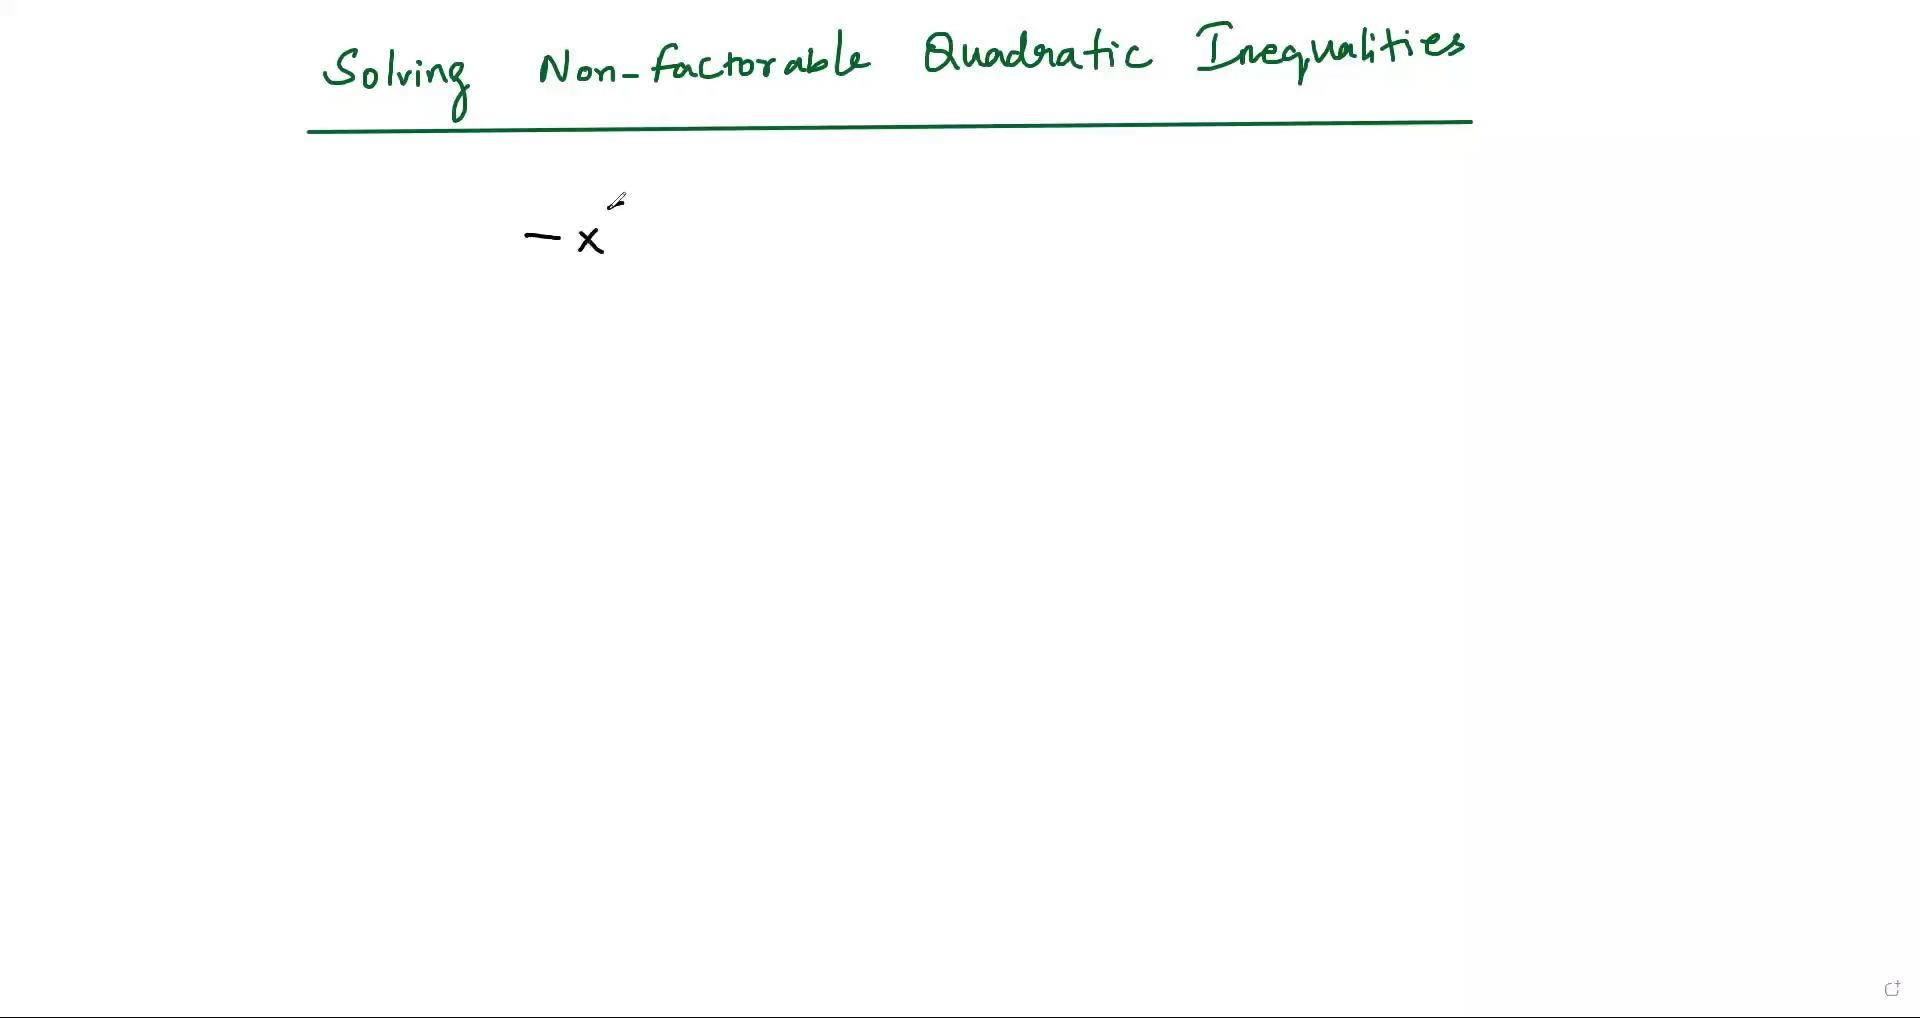 Solving Non-factorable Quadratic Inequalities
- x